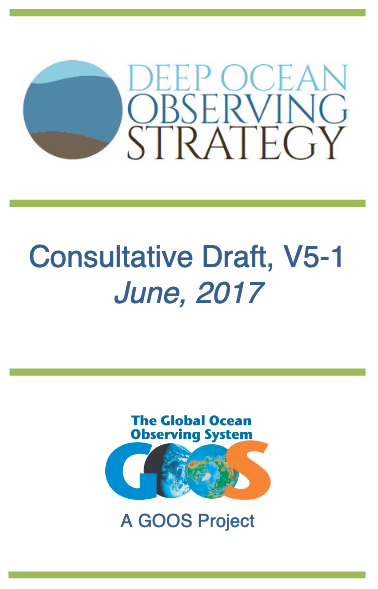 DEEP OCEAN
OBSERVING
STRATEGY
Consultative Draft, V5-1
June, 2017
The Global Ocean
Observing System
GOOS
A GOOS Project